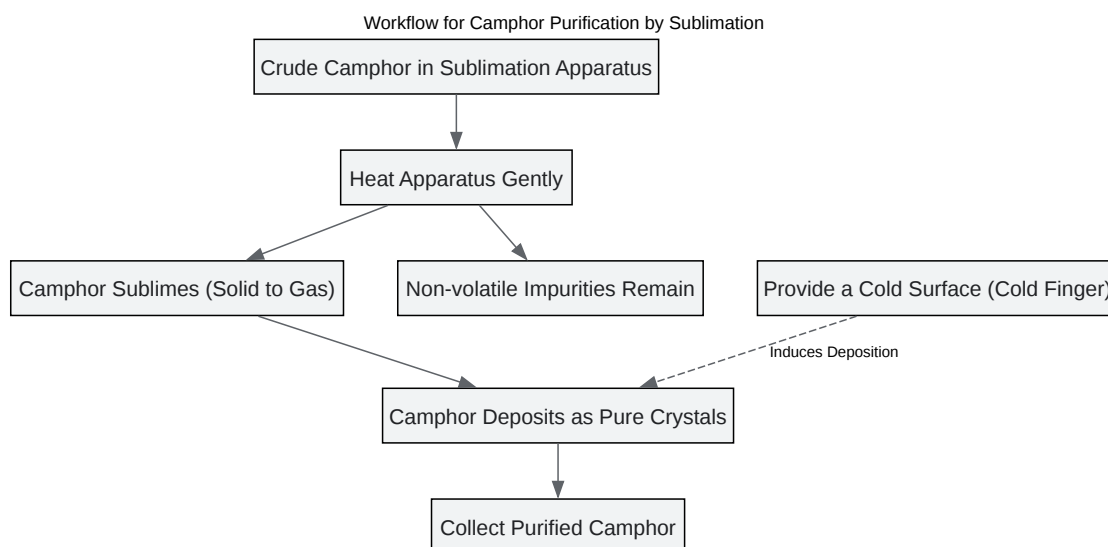 Workflow for Camphor Purification by Sublimation
Crude Camphor in Sublimation Apparatus
Heat Apparatus Gently
Camphor Sublimes (Solid to Gas)
Non-volatile Impurities Remain
Provide a Cold Surface (Cold Finger)
Induces Deposition
Camphor Deposits as Pure Crystals
Collect Purified Camphor